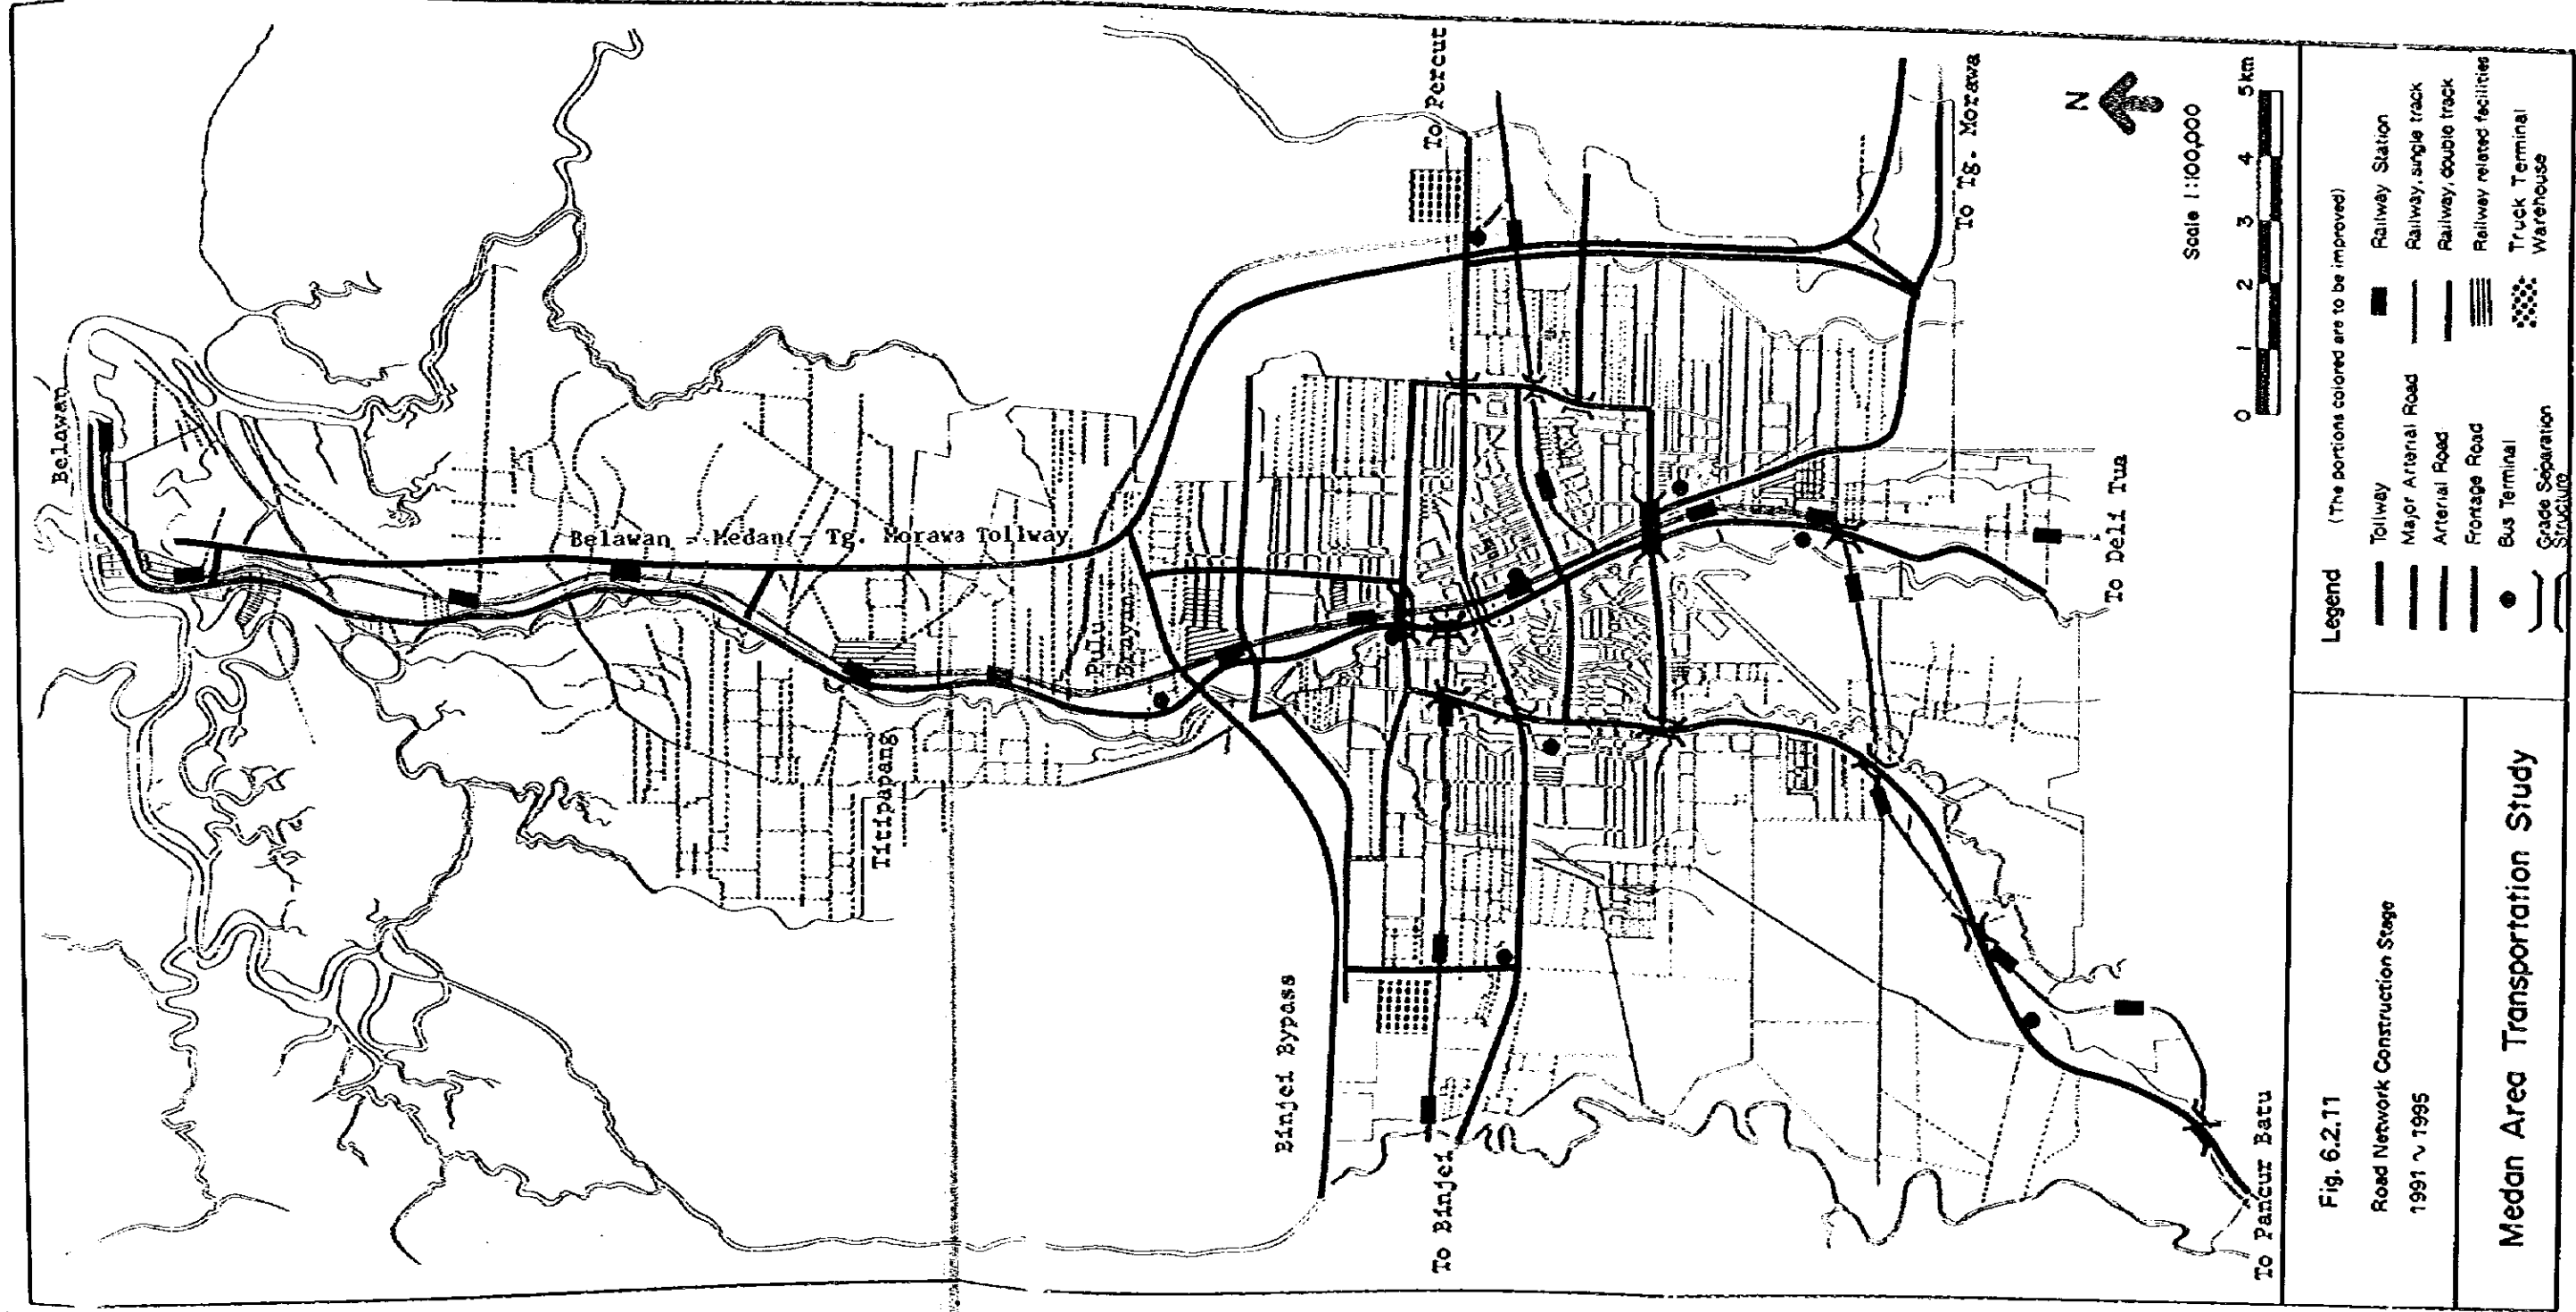 Belawan
Belawan - Medan - Tg. Morawa Tollway
Pulu
Brayan
Titipapang
To Percut
To Tg. Morawa
Binjei Bypass
To Binjei
To Deli Tua
To Pancur Batu
N
Scale 1:100,000
0 1 2 3 4 5km
Legend (The portions colored are to be improved)
Tollway
Major Arterial Road
Arterial Road
Frontage Road
Bus Terminal
Grade Separation
Structure
Railway Station
Railway, single track
Railway, double track
Railway related facilities
Truck Terminal
Warehouse
Fig. 6.2.11
Road Network Construction Stage
1991 ~ 1995
Medan Area Transportation Study